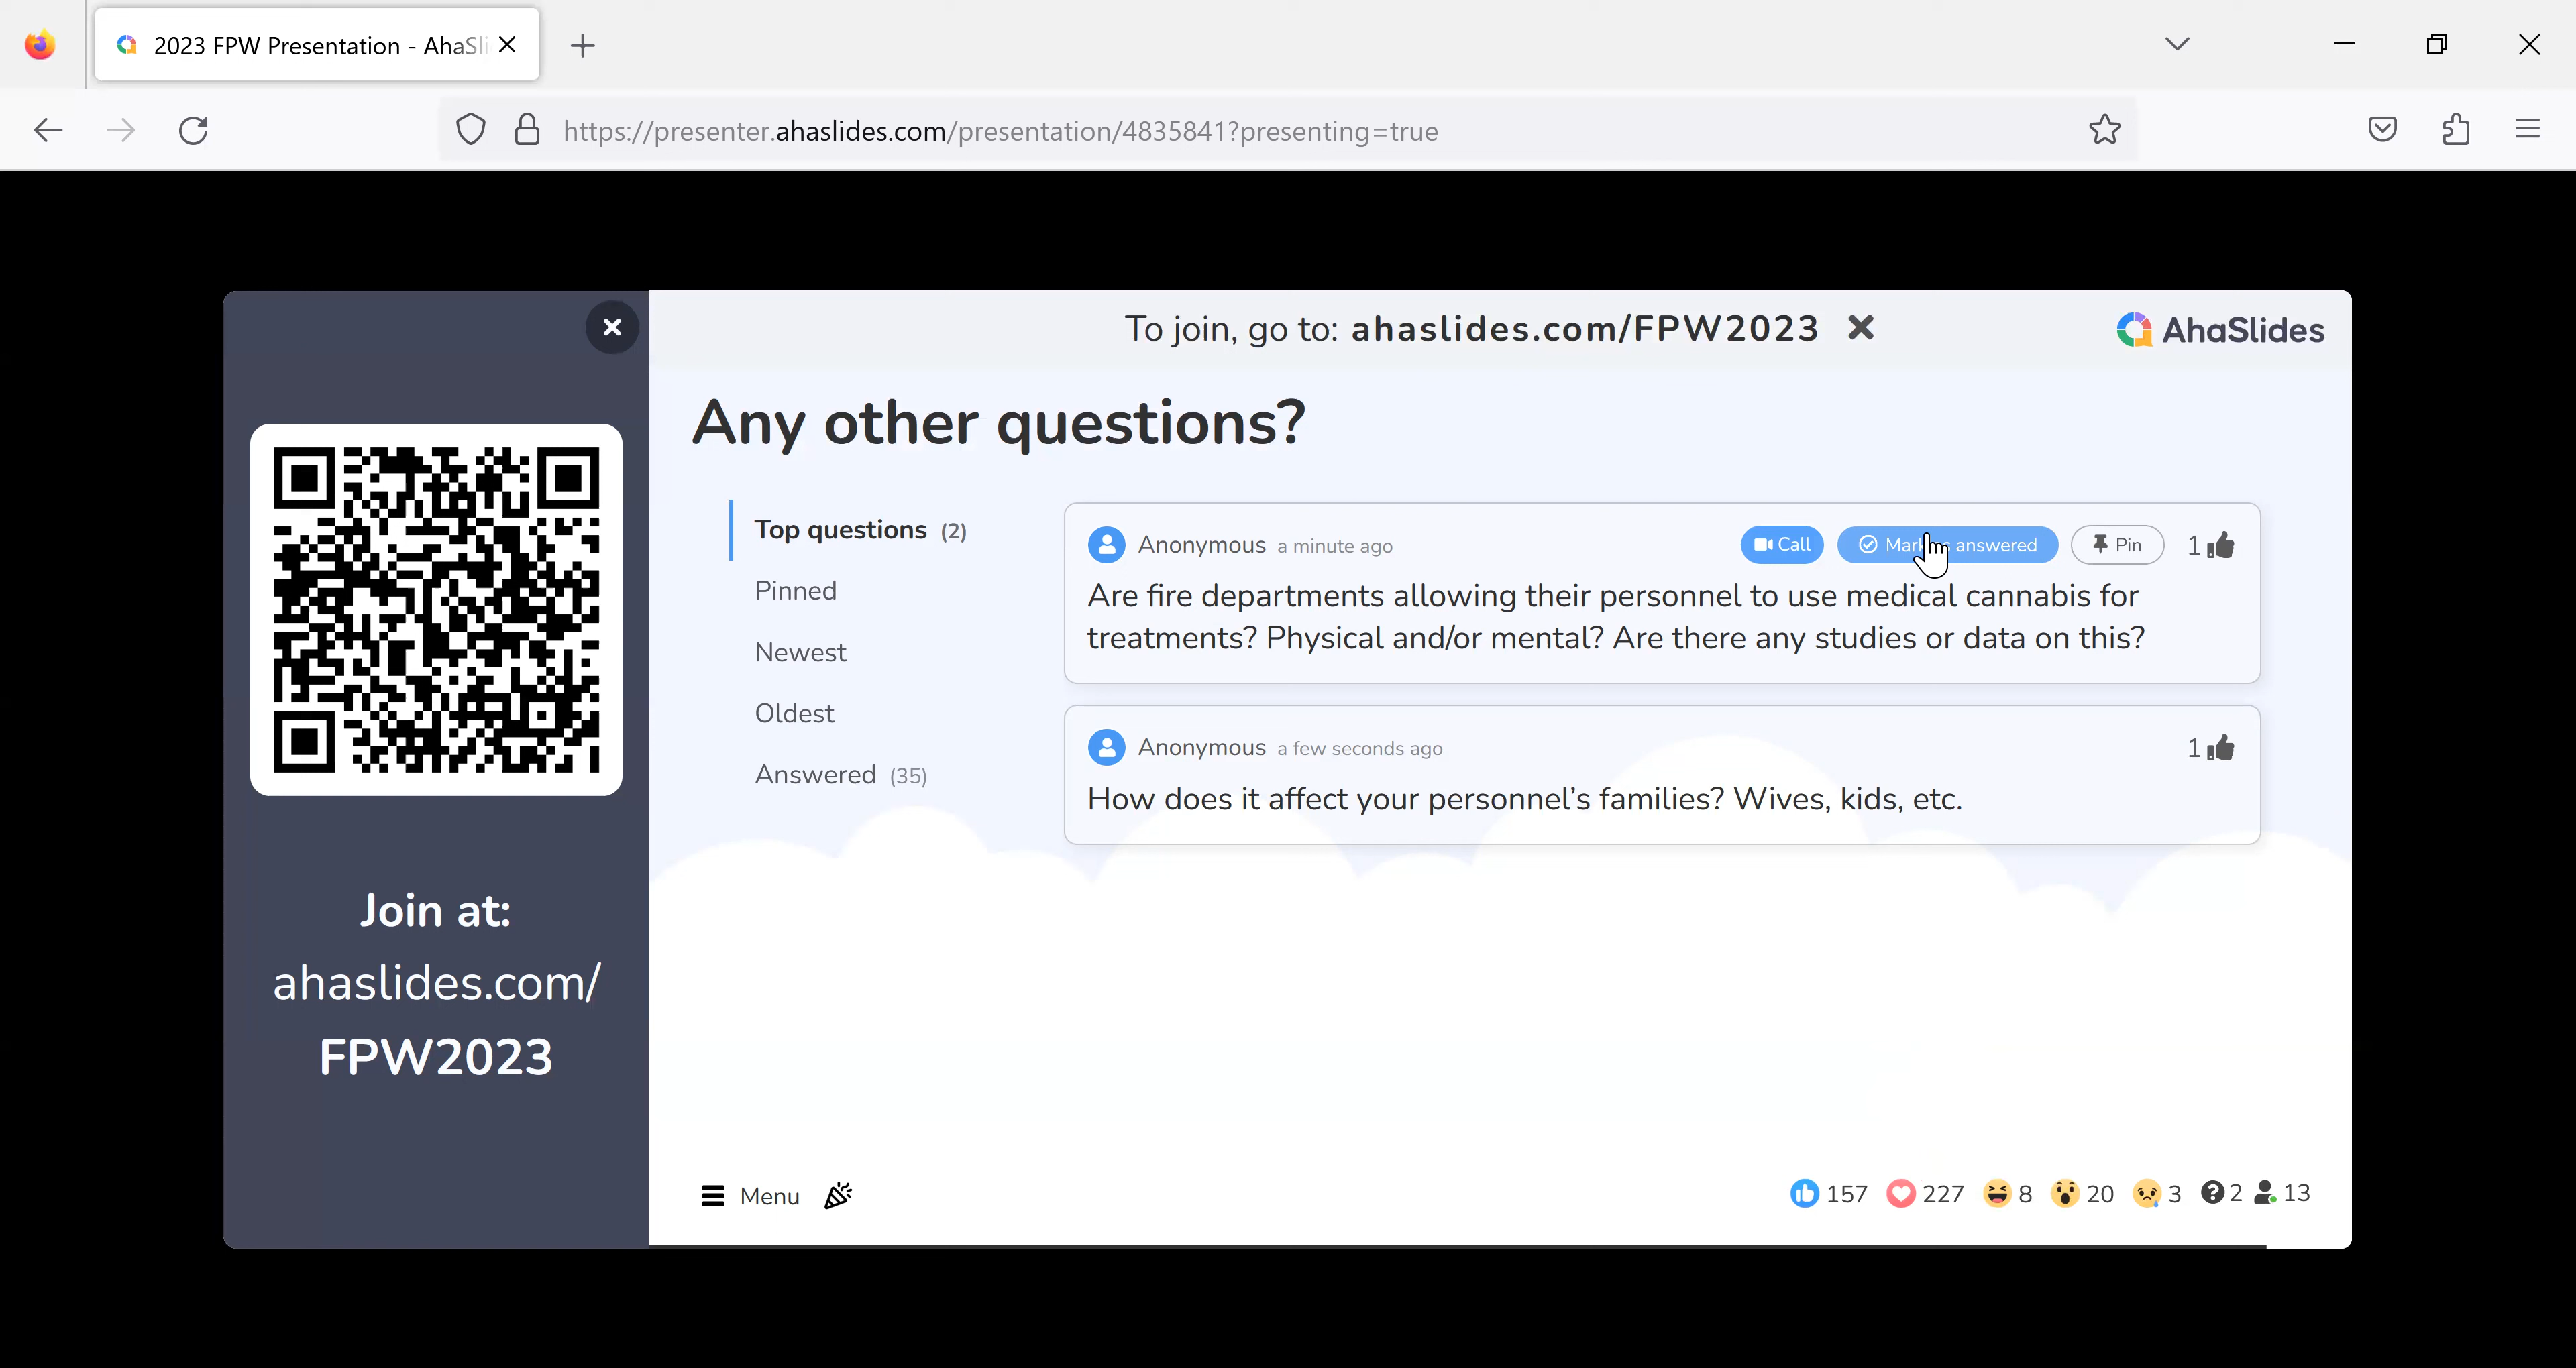 2023 FPW Presentation - AhaSli
https://presenter.ahaslides.com/presentation/4835841?presenting=true
To join, go to: ahaslides.com/FPW2023
AhaSlides
Any other questions?
Top questions (2)
Pinned
Newest
Oldest
Answered (35)
Anonymous a minute ago
Call
answered
Pin
1
Are fire departments allowing their personnel to use medical cannabis for
treatments? Physical and/or mental? Are there any studies or data on this?
Anonymous a few seconds ago
1
How does it affect your personnel's families? Wives, kids, etc.
Join at:
ahaslides.com/
FPW2023
Menu
157 227 8 20 3 2 13